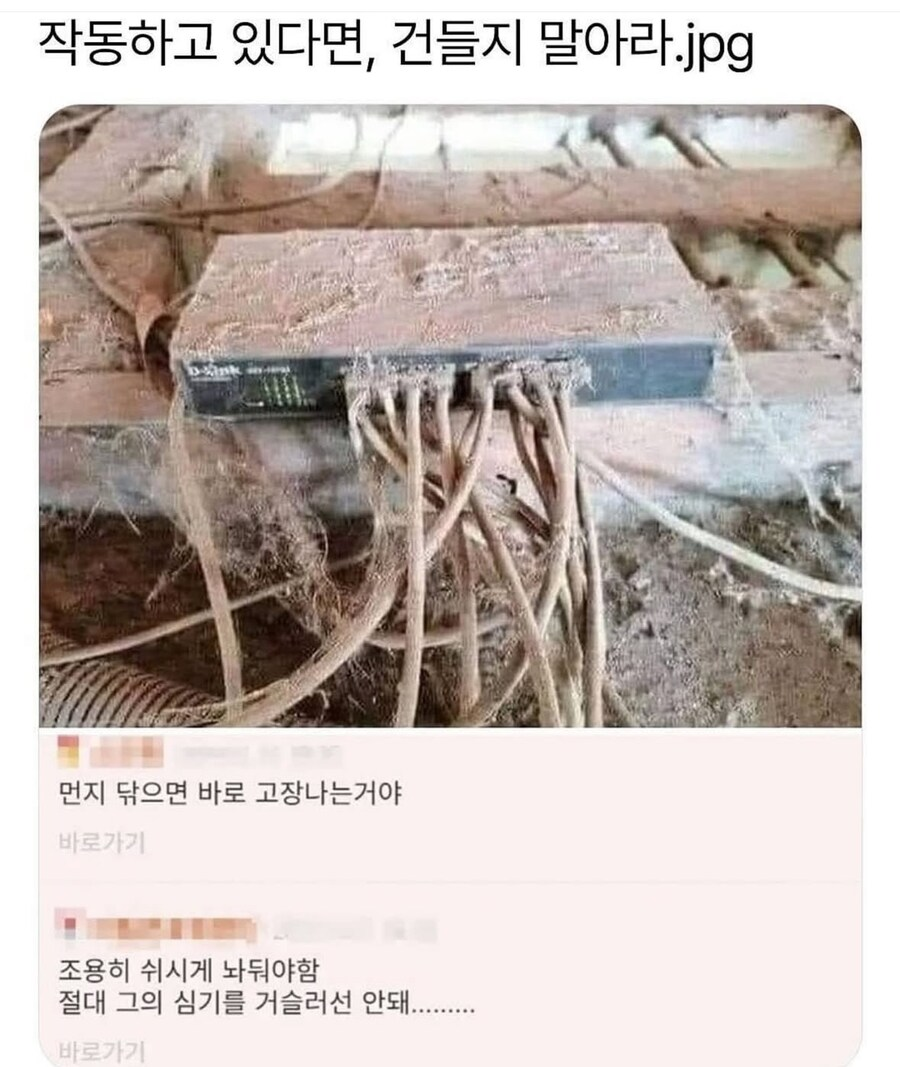 작동하고 있다면, 건들지 말아라.jpg
D-Link
먼지 닦으면 바로 고장나는거야
바로가기
조용히 쉬시게 놔둬야함
절대 그의 심기를 거슬러선 안돼.........
바로가기